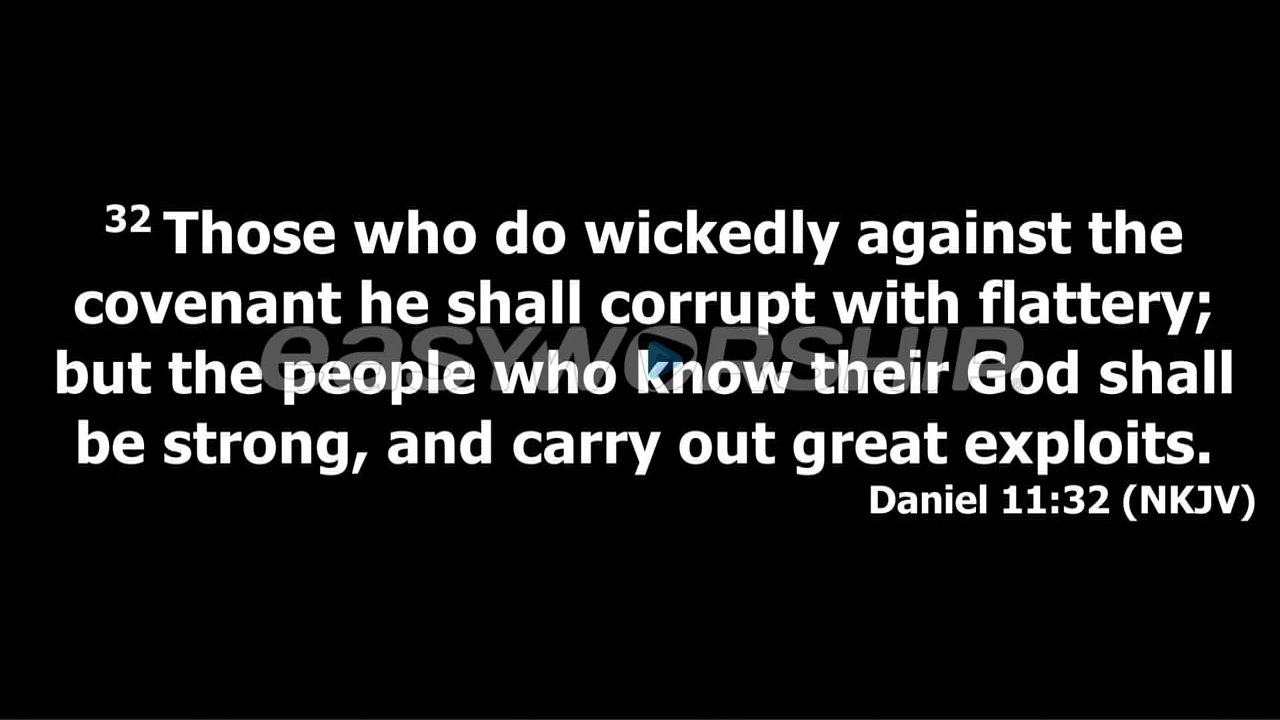 32 Those who do wickedly against the
covenant he shall corrupt with flattery;
easyworship
but the people who know their God shall
be strong, and carry out great exploits.
Daniel 11:32 (NKJV)